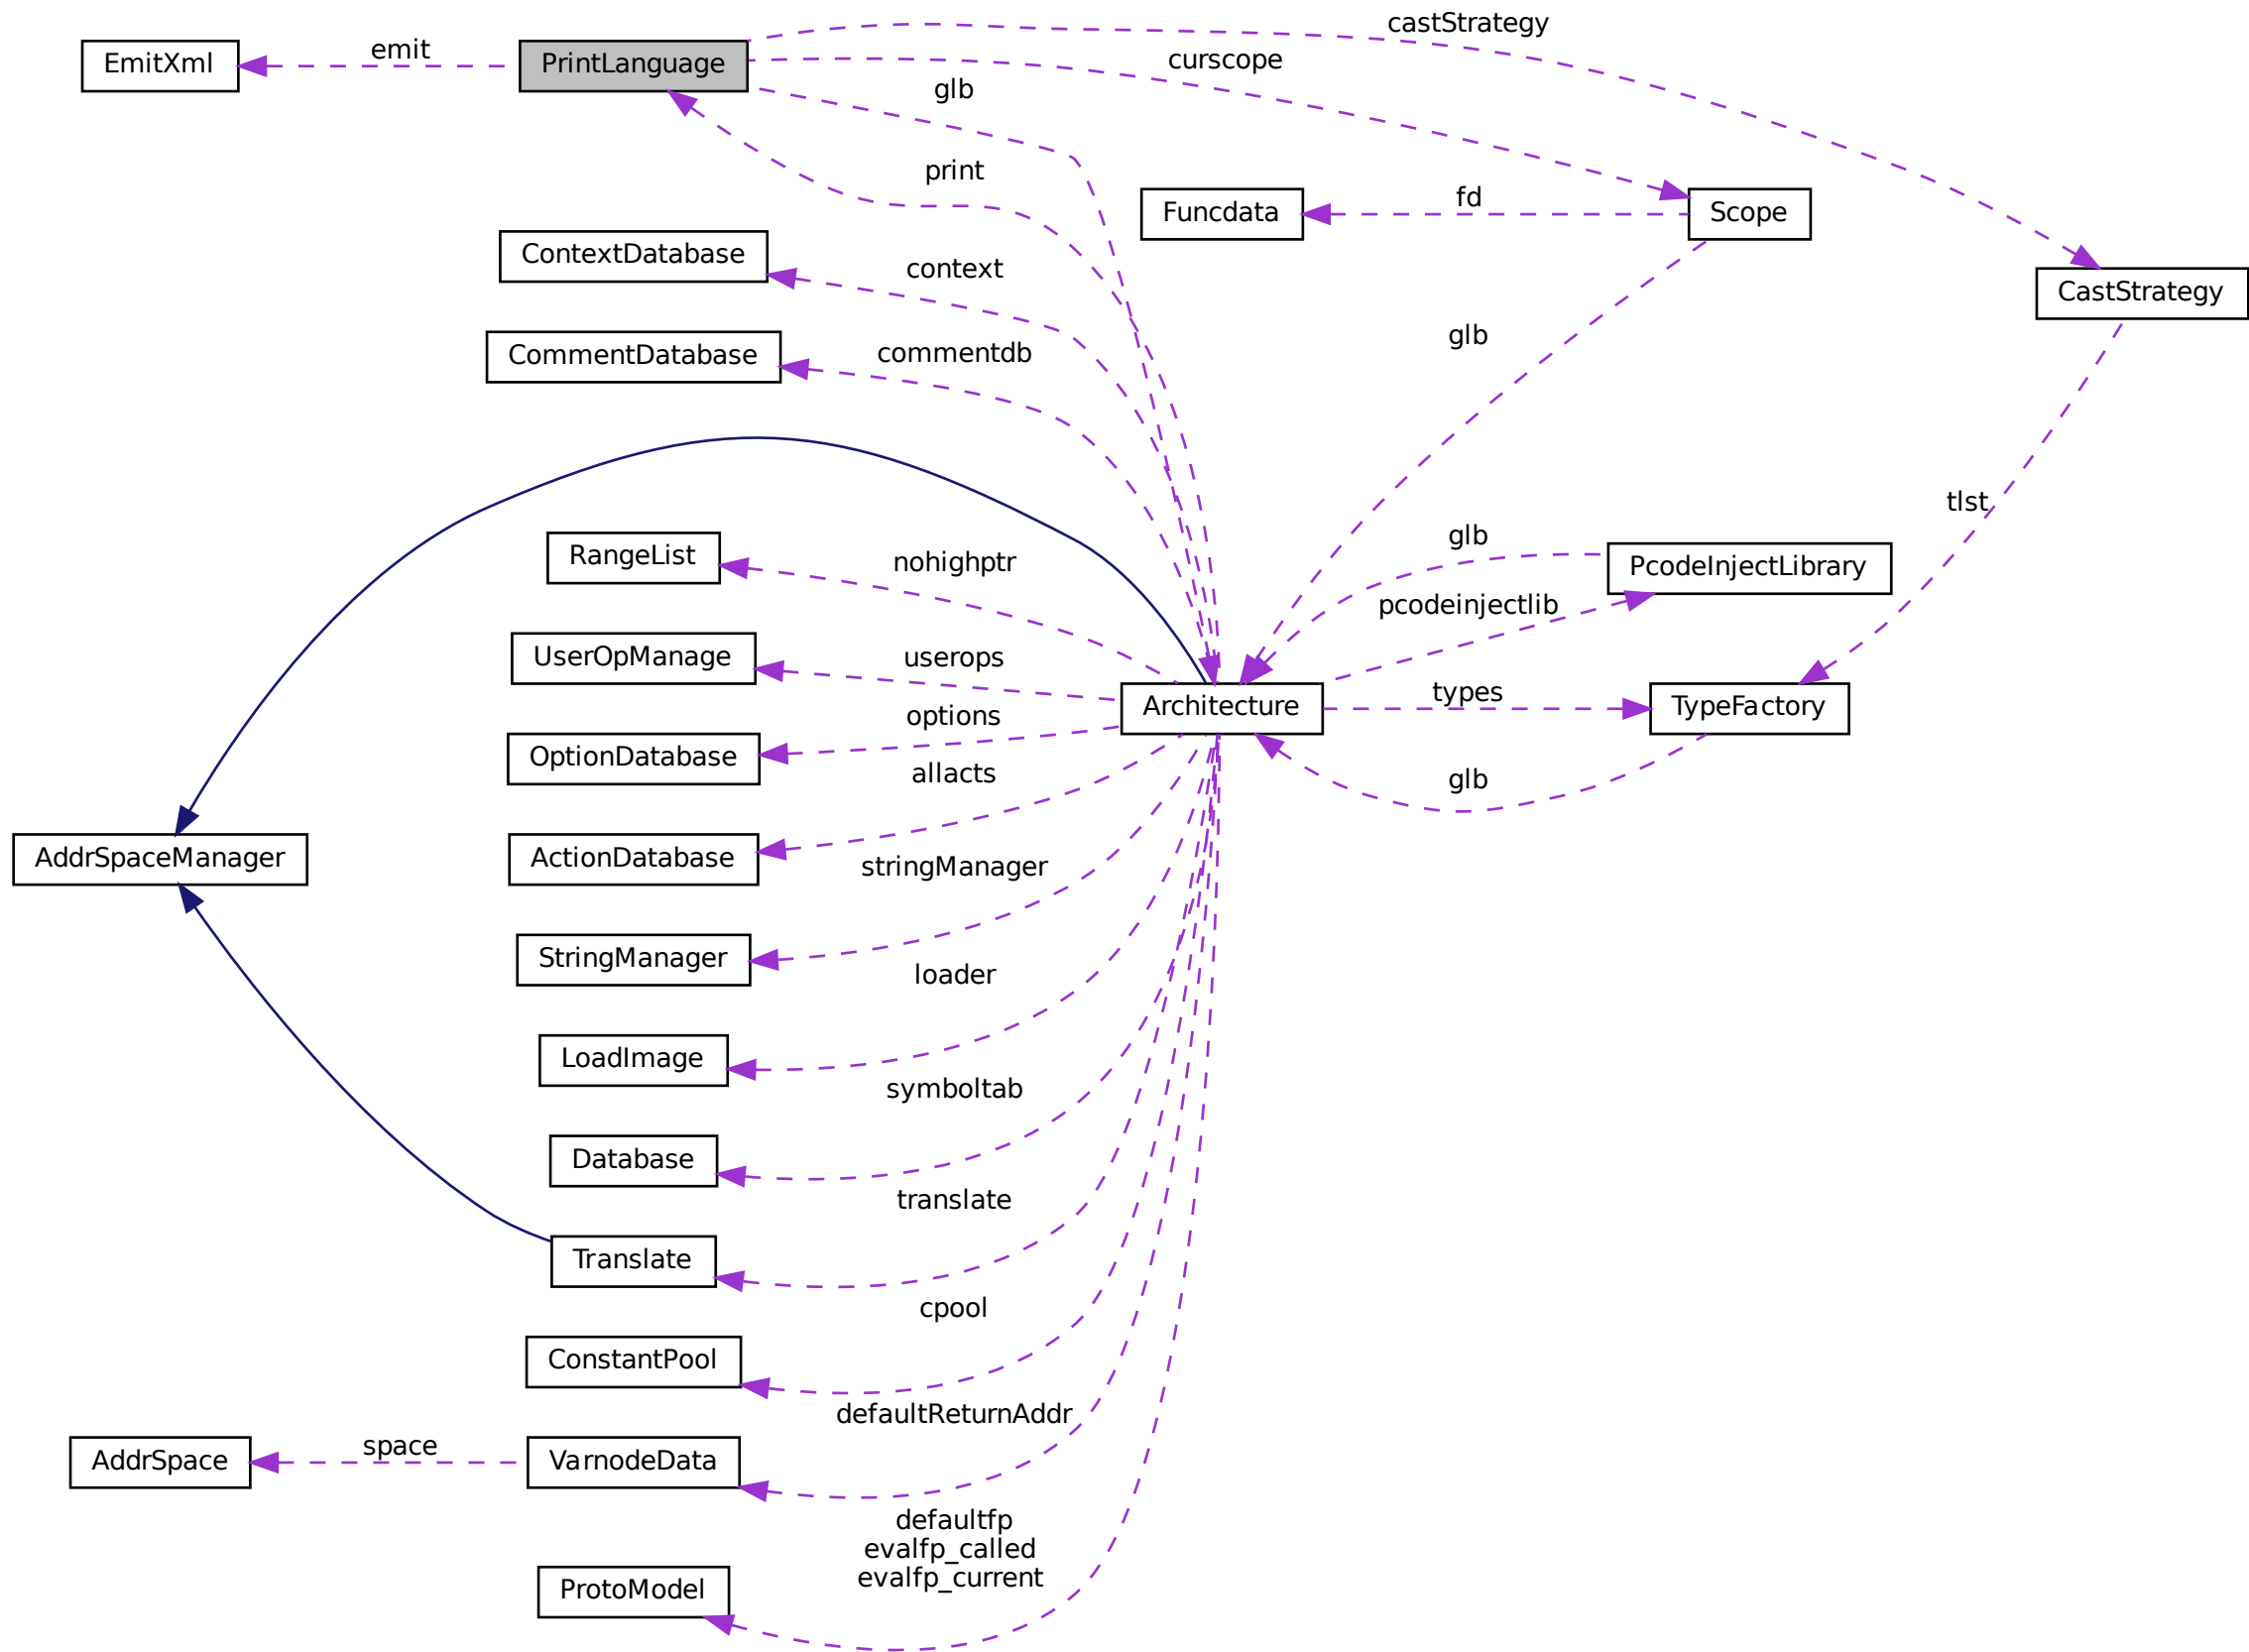 castStrategy
emit
EmitXml
PrintLanguage
curscope
glb
print
fd
Funcdata
Scope
ContextDatabase
context
CastStrategy
glb
CommentDatabase
commentdb
tlst
RangeList
nohighptr
glb
PcodeInjectLibrary
pcodeinjectlib
UserOpManage
userops
Architecture
types
TypeFactory
options
OptionDatabase
allacts
glb
AddrSpaceManager
ActionDatabase
stringManager
StringManager
loader
LoadImage
symboltab
Database
translate
Translate
cpool
ConstantPool
defaultReturnAddr
space
AddrSpace
VarnodeData
defaultfp
evalfp_called
evalfp_current
ProtoModel